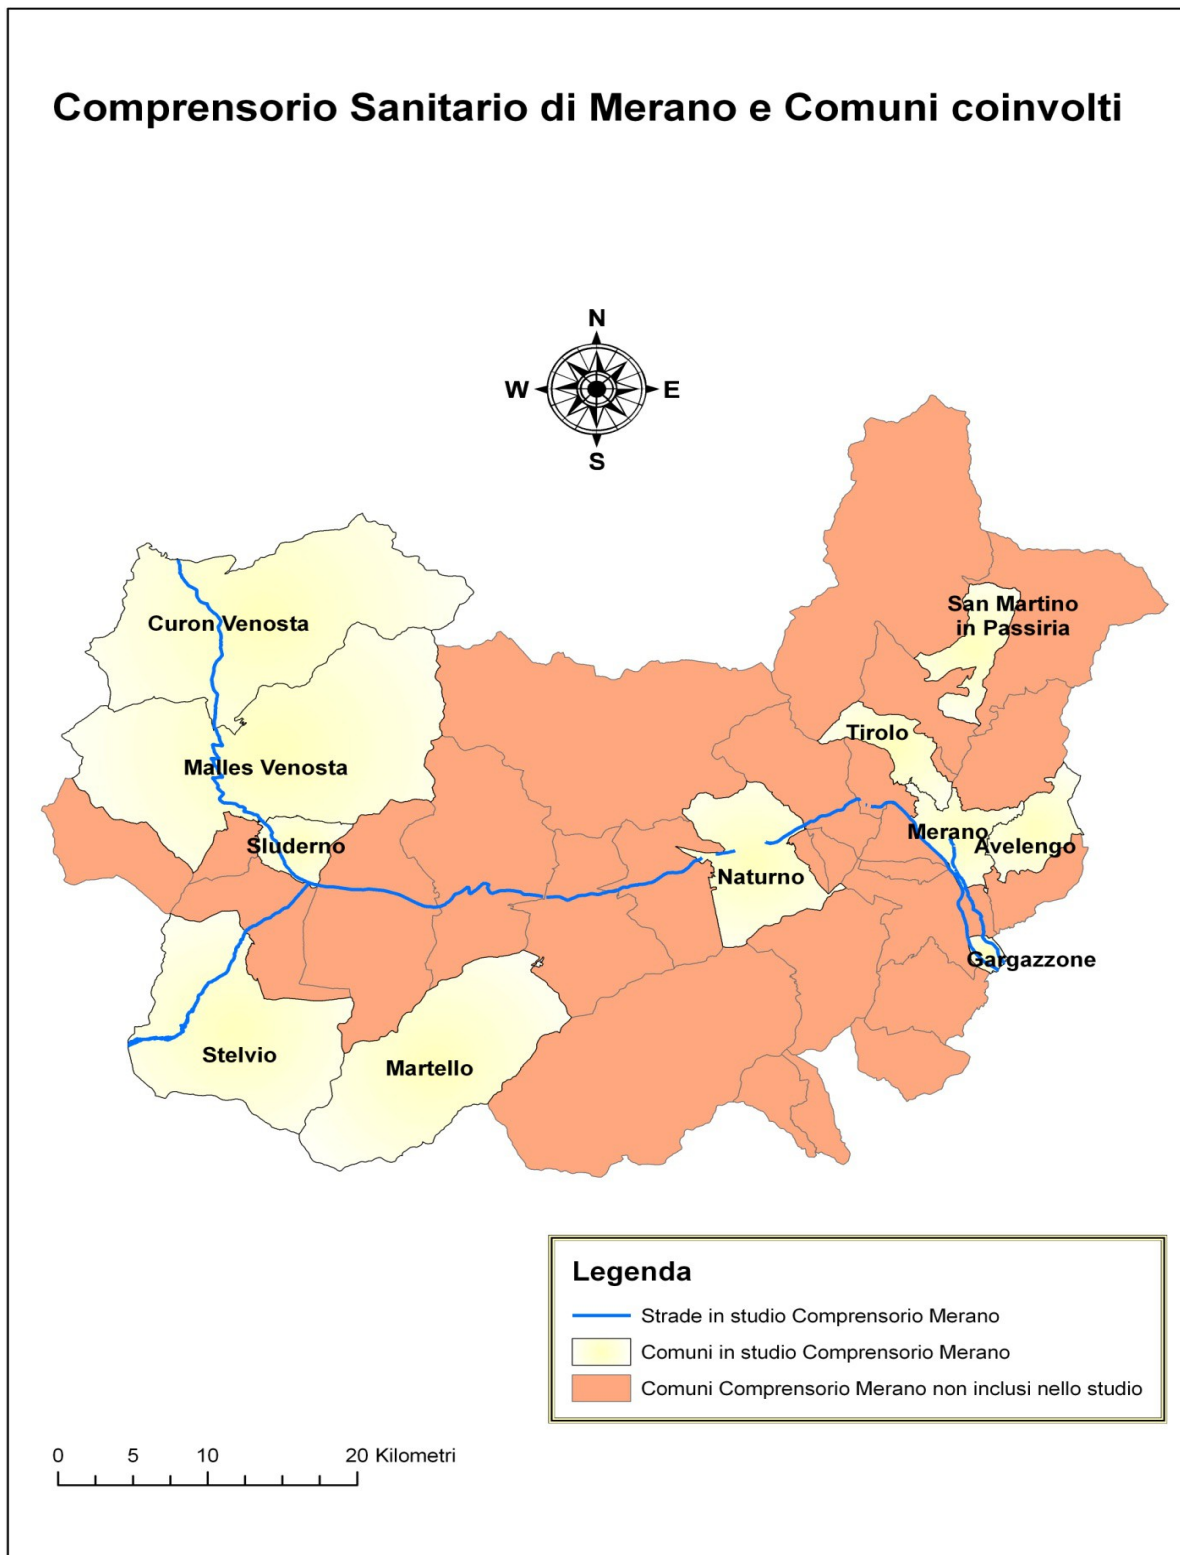 Comprensorio Sanitario di Merano e Comuni coinvolti
N
W
E
S
San Martino
in Passiria
Curon Venosta
Tirolo
Malles Venosta
Merano
Sluderno
Avelengo
Naturno
Gargazzone
Stelvio
Martello
Legenda
Strade in studio Comprensorio Merano
Comuni in studio Comprensorio Merano
Comuni Comprensorio Merano non inclusi nello studio
0 5 10 20 Kilometri